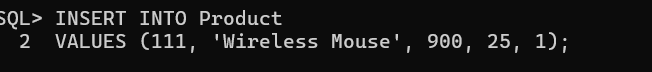 SQL> INSERT INTO Product
2 VALUES (111, 'Wireless Mouse', 900, 25, 1);